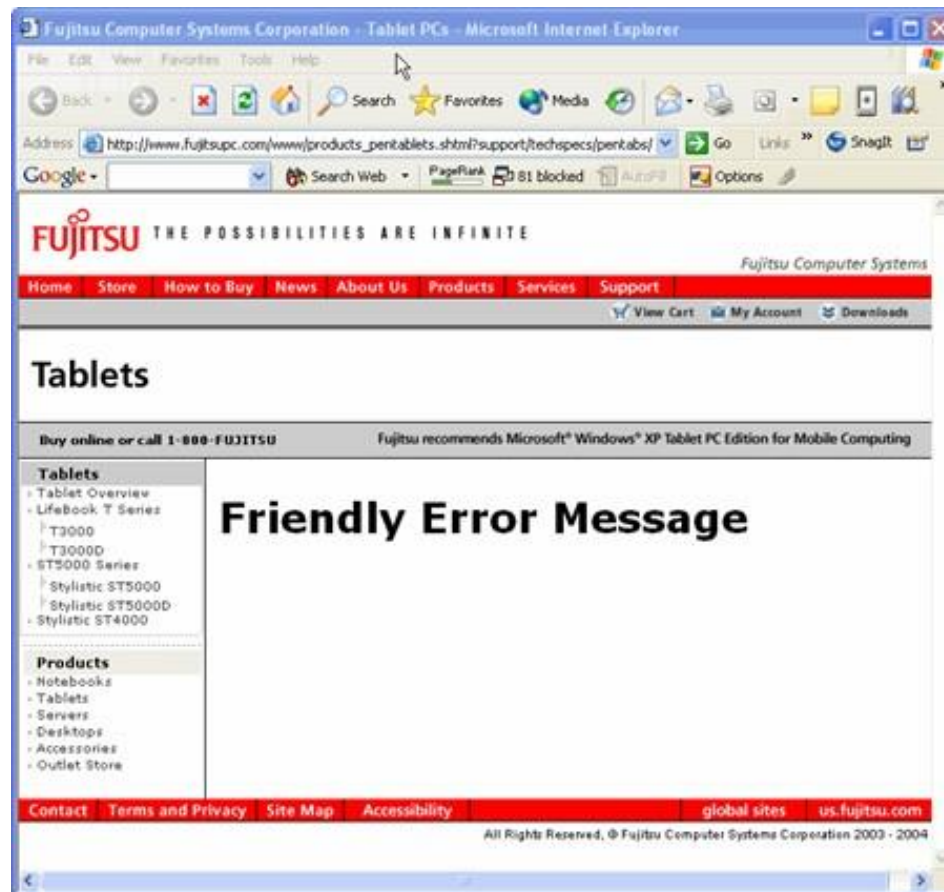 Fujitsu Computer Systems Corporation - Tablet PCs - Microsoft Internet Explorer
File Edit View Favorites Tools Help
Back Search Favorites Media
Address http://www.fujitsupc.com/www/products_pentablets.shtml?support/techspecs/pentabs/ Go Links » SnagIt
Google Search Web PageRank 81 blocked AutoFill Options
FUJITSU THE POSSIBILITIES ARE INFINITE
Fujitsu Computer Systems
Home Store How to Buy News About Us Products Services Support
View Cart My Account Downloads
Tablets
Buy online or call 1-800-FUJITSU Fujitsu recommends Microsoft® Windows® XP Tablet PC Edition for Mobile Computing
Tablets
Tablet Overview
LifeBook T Series
T3000
T3000D
ST5000 Series
Stylistic ST5000
Stylistic ST5000D
Stylistic ST4000
Products
Notebooks
Tablets
Servers
Desktops
Accessories
Outlet Store
Friendly Error Message
Contact Terms and Privacy Site Map Accessibility global sites us.fujitsu.com
All Rights Reserved, © Fujitsu Computer Systems Corporation 2003 - 2004